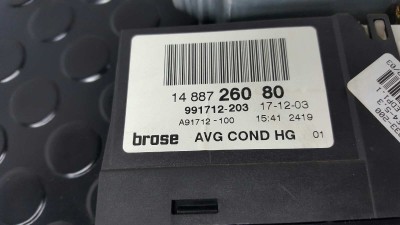 14 887 260 80
991712-203 17-12-03
A91712-100 15:41 2419
brose AVG COND HG 01